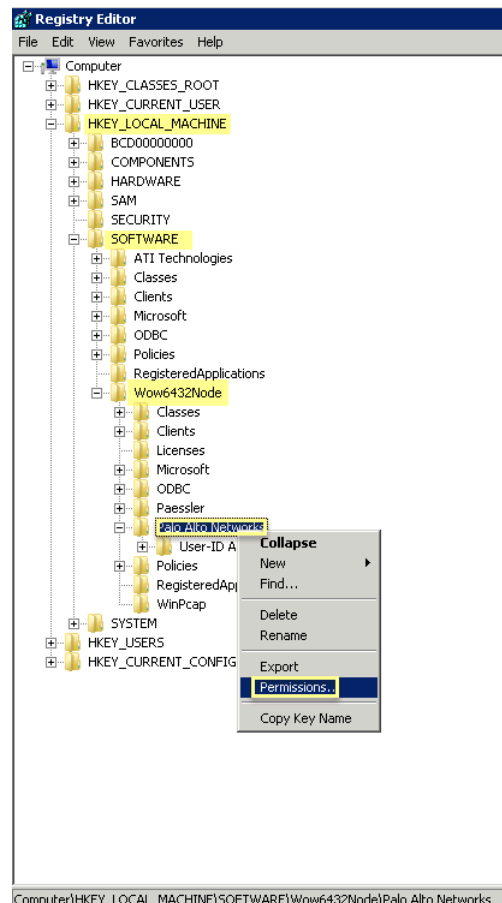 Registry Editor
File Edit View Favorites Help
Computer
HKEY_CLASSES_ROOT
HKEY_CURRENT_USER
HKEY_LOCAL_MACHINE
BCD00000000
COMPONENTS
HARDWARE
SAM
SECURITY
SOFTWARE
ATI Technologies
Classes
Clients
Microsoft
ODBC
Policies
RegisteredApplications
Wow6432Node
Classes
Clients
Licenses
Microsoft
ODBC
Paessler
Palo Alto Networks
User-ID A
Policies
RegisteredAp
WinPcap
SYSTEM
HKEY_USERS
HKEY_CURRENT_CONFIG
Collapse
New
Find...
Delete
Rename
Export
Permissions..
Copy Key Name
Computer\HKEY_LOCAL_MACHINE\SOFTWARE\Wow6432Node\Palo Alto Networks